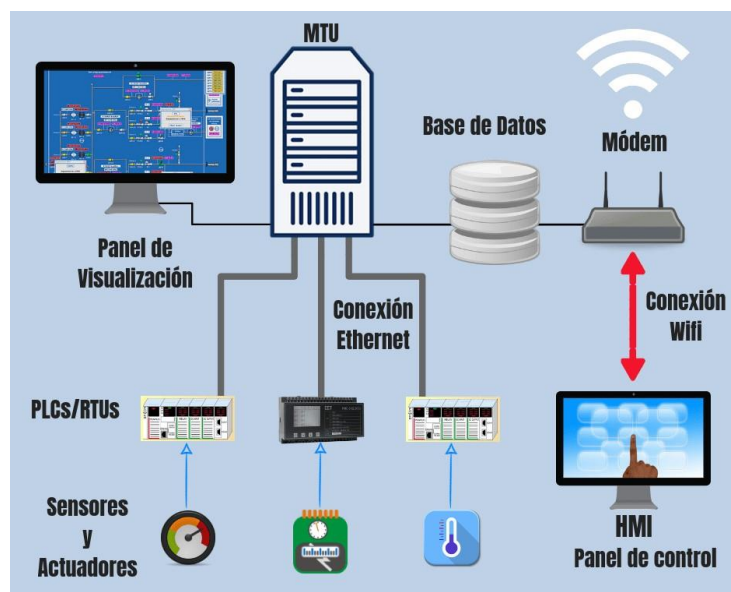 MTU
Base de Datos
Módem
Panel de
Visualización
Conexión
Ethernet
Conexión
Wifi
PLCs/RTUs
Sensores
y
Actuadores
HMI
Panel de control